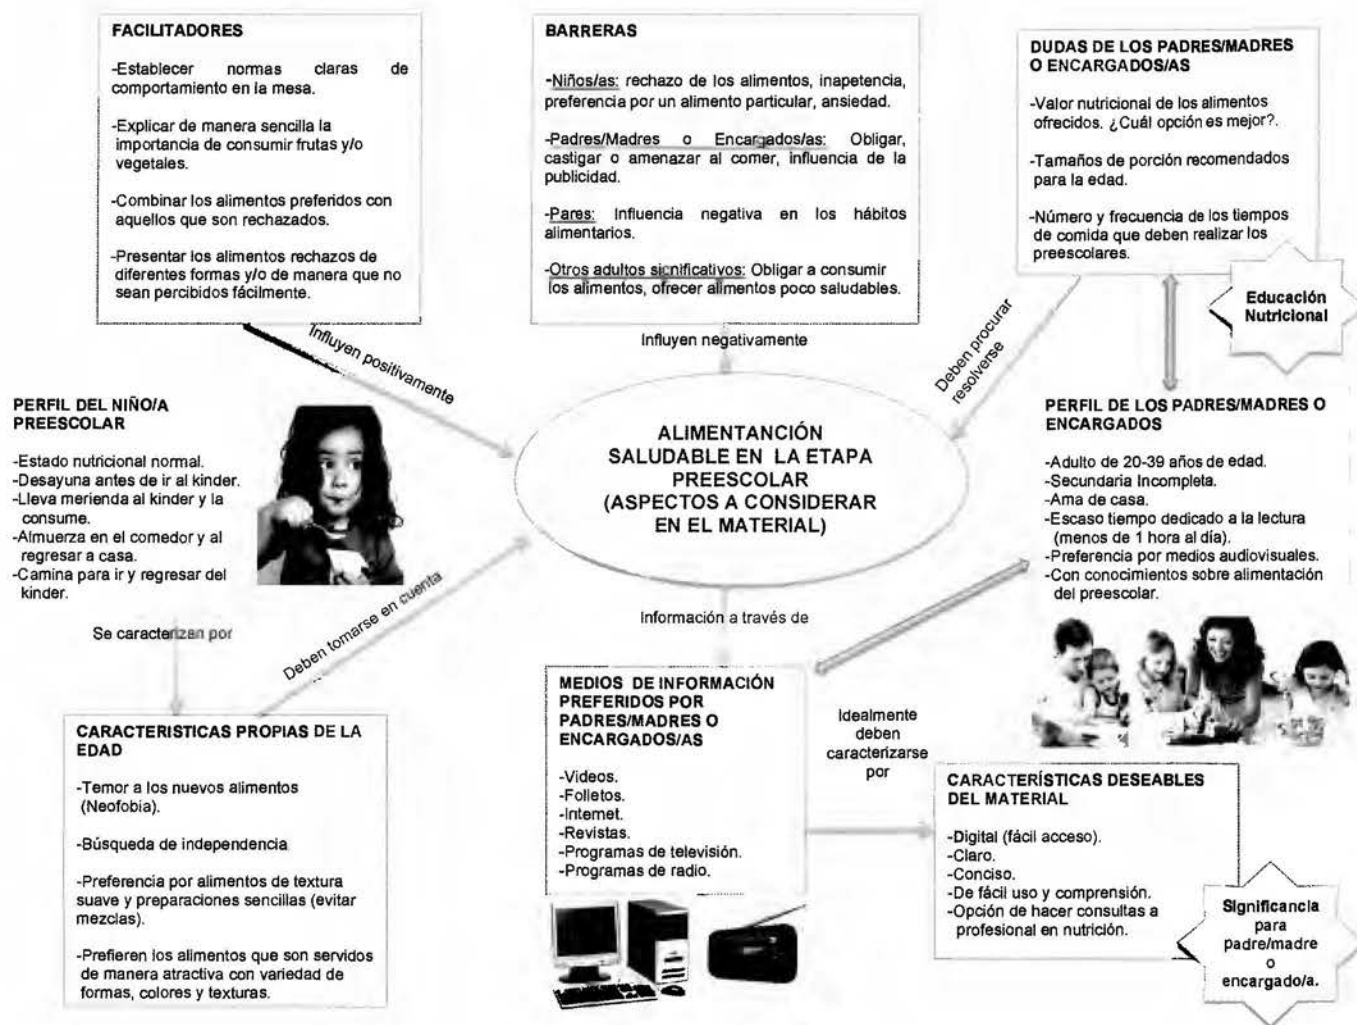 FACILITADORES
-Establecer normas claras de
comportamiento en la mesa.
-Explicar de manera sencilla la
importancia de consumir frutas y/o
vegetales.
-Combinar los alimentos preferidos con
aquellos que son rechazados.
-Presentar los alimentos rechazos de
diferentes formas y/o de manera que no
sean percibidos fácilmente.
BARRERAS
-Niños/as: rechazo de los alimentos, inapetencia,
preferencia por un alimento particular, ansiedad.
-Padres/Madres o Encargados/as: Obligar,
castigar o amenazar al comer, influencia de la
publicidad.
-Pares: Influencia negativa en los hábitos
alimentarios.
-Otros adultos significativos: Obligar a consumir
los alimentos, ofrecer alimentos poco saludables.
DUDAS DE LOS PADRES/MADRES
O ENCARGADOS/AS
-Valor nutricional de los alimentos
ofrecidos. ¿Cuál opción es mejor?.
-Tamaños de porción recomendados
para la edad.
-Número y frecuencia de los tiempos
de comida que deben realizar los
preescolares.
Educación
Nutricional
Influyen positivamente
Influyen negativamente
Deben procurar
resolverse
PERFIL DEL NIÑO/A
PREESCOLAR
-Estado nutricional normal.
-Desayuna antes de ir al kinder.
-Lleva merienda al kinder y la
consume.
-Almuerza en el comedor y al
regresar a casa.
-Camina para ir y regresar del
kinder.
ALIMENTANCIÓN
SALUDABLE EN LA ETAPA
PREESCOLAR
(ASPECTOS A CONSIDERAR
EN EL MATERIAL)
PERFIL DE LOS PADRES/MADRES O
ENCARGADOS
-Adulto de 20-39 años de edad.
-Secundaria Incompleta.
-Ama de casa.
-Escaso tiempo dedicado a la lectura
(menos de 1 hora al día).
-Preferencia por medios audiovisuales.
-Con conocimientos sobre alimentación
del preescolar.
Se caracterizan por
Deben tomarse en cuenta
Información a través de
CARACTERISTICAS PROPIAS DE LA
EDAD
-Temor a los nuevos alimentos
(Neofobia).
-Búsqueda de independencia
-Preferencia por alimentos de textura
suave y preparaciones sencillas (evitar
mezclas).
-Prefieren los alimentos que son servidos
de manera atractiva con variedad de
formas, colores y texturas.
MEDIOS DE INFORMACIÓN
PREFERIDOS POR
PADRES/MADRES O
ENCARGADOS/AS
-Videos.
-Folletos.
-Internet.
-Revistas.
-Programas de televisión.
-Programas de radio.
Idealmente
deben
caracterizarse
por
CARACTERÍSTICAS DESEABLES
DEL MATERIAL
-Digital (fácil acceso).
-Claro.
-Conciso.
-De fácil uso y comprensión.
-Opción de hacer consultas a
profesional en nutrición.
Significancia
para
padre/madre
o
encargado/a.